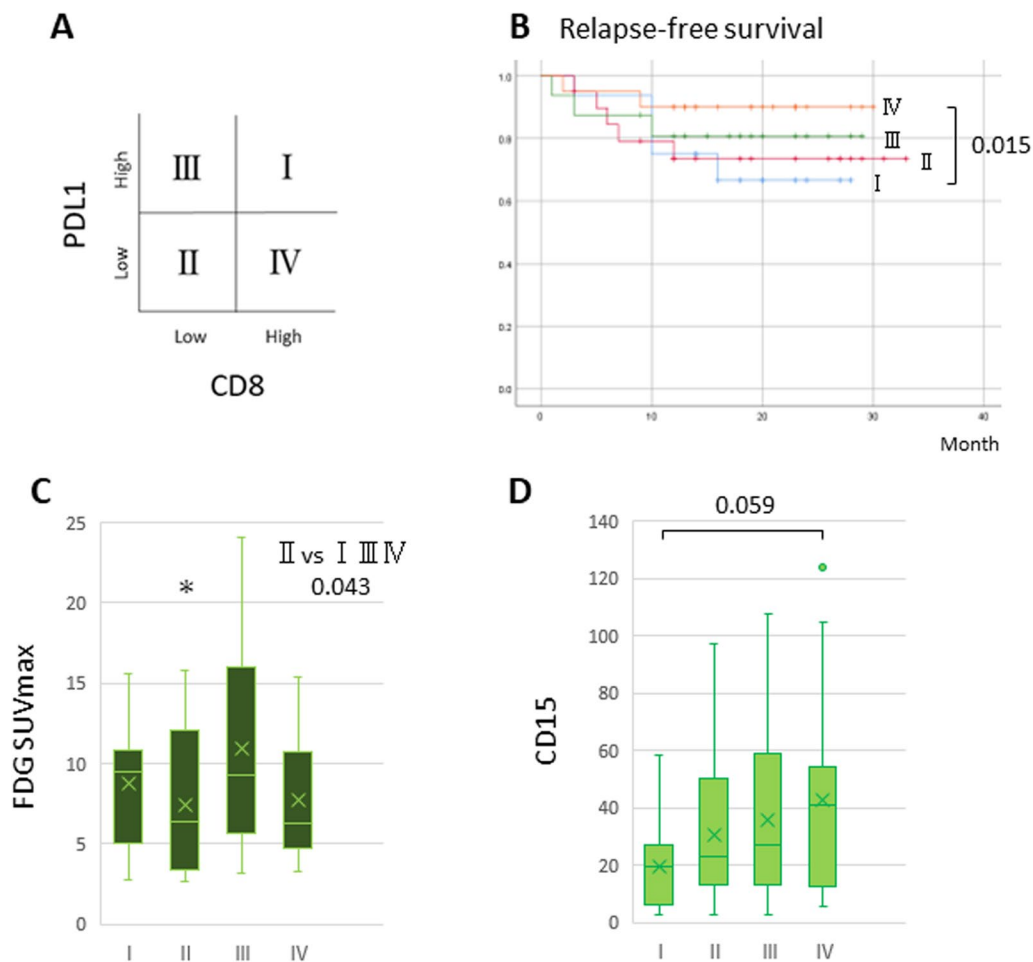 A
PDL1
High
Low
Ⅲ
Ⅰ
Ⅱ
Ⅳ
Low
High
CD8
B
Relapse-free survival
1.0
0.8
0.6
0.4
0.2
0.0
Ⅳ
Ⅲ
Ⅱ
Ⅰ
0.015
0
10
20
30
40
Month
C
FDG SUVmax
25
20
15
10
5
0
*
Ⅱ vs Ⅰ Ⅲ Ⅳ
0.043
I
II
III
IV
D
CD15
0.059
140
120
100
80
60
40
20
0
I
II
III
IV